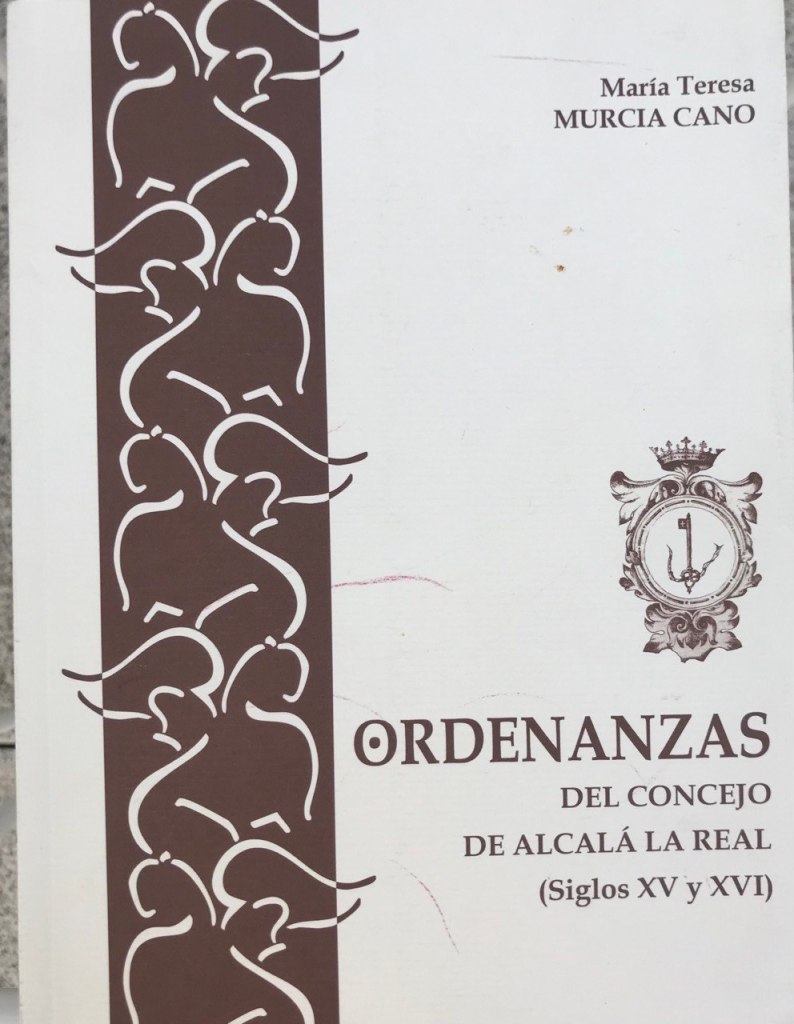 María Teresa
MURCIA CANO
ORDENANZAS
DEL CONCEJO
DE ALCALÁ LA REAL
(Siglos XV y XVI)